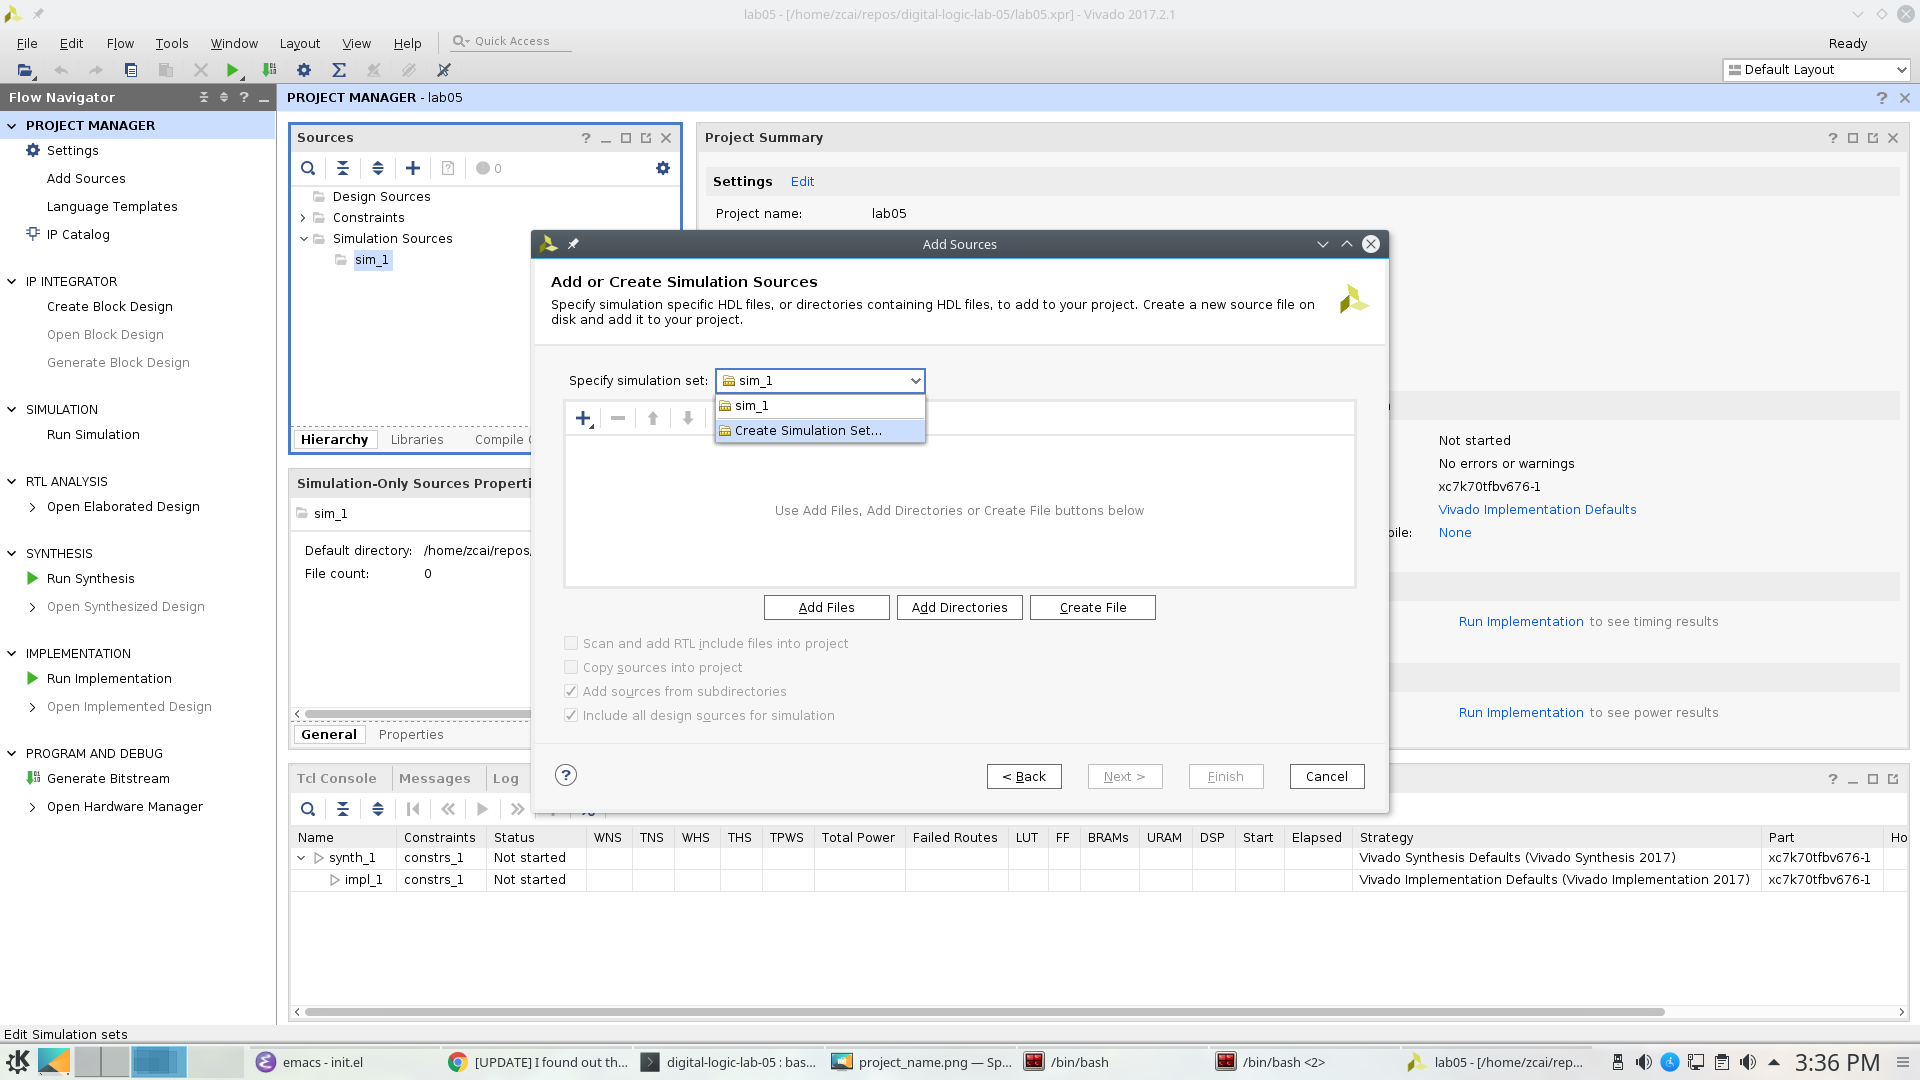 lab05 - [/home/zcai/repos/digital-logic-lab-05/lab05.xpr] - Vivado 2017.2.1
File Edit Flow Tools Window Layout View Help Quick Access Ready
Default Layout
Flow Navigator
PROJECT MANAGER - lab05
PROJECT MANAGER
Settings
Add Sources
Language Templates
IP Catalog
IP INTEGRATOR
Create Block Design
Open Block Design
Generate Block Design
SIMULATION
Run Simulation
RTL ANALYSIS
Open Elaborated Design
SYNTHESIS
Run Synthesis
Open Synthesized Design
IMPLEMENTATION
Run Implementation
Open Implemented Design
PROGRAM AND DEBUG
Generate Bitstream
Open Hardware Manager
Sources
0
Design Sources
Constraints
Simulation Sources
sim_1
Hierarchy Libraries Compile
Simulation-Only Sources Properti
sim_1
Default directory: /home/zcai/repos,
File count: 0
General Properties
Project Summary
Settings Edit
Project name: lab05
Not started
No errors or warnings
xc7k70tfbv676-1
Vivado Implementation Defaults
ile: None
Run Implementation to see timing results
Run Implementation to see power results
Add Sources
Add or Create Simulation Sources
Specify simulation specific HDL files, or directories containing HDL files, to add to your project. Create a new source file on
disk and add it to your project.
Specify simulation set: sim_1
sim_1
Create Simulation Set...
Use Add Files, Add Directories or Create File buttons below
Add Files Add Directories Create File
Scan and add RTL include files into project
Copy sources into project
Add sources from subdirectories
Include all design sources for simulation
? < Back Next > Finish Cancel
Tcl Console Messages Log
Name Constraints Status WNS TNS WHS THS TPWS Total Power Failed Routes LUT FF BRAMs URAM DSP Start Elapsed Strategy Part Ho
synth_1 constrs_1 Not started Vivado Synthesis Defaults (Vivado Synthesis 2017) xc7k70tfbv676-1
impl_1 constrs_1 Not started Vivado Implementation Defaults (Vivado Implementation 2017) xc7k70tfbv676-1
Edit Simulation sets
emacs - init.el [UPDATE] I found out th... digital-logic-lab-05 : bas... project_name.png — Sp... /bin/bash /bin/bash <2> lab05 - [/home/zcai/rep... 3:36 PM